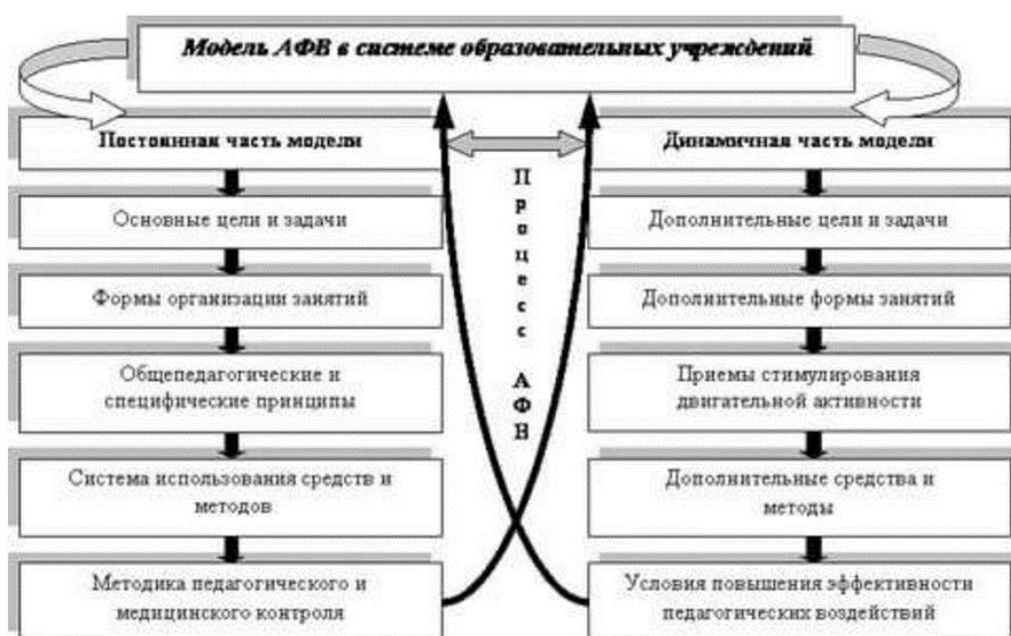 Модель АФВ в системе образовательных учреждений
Постоянная часть модели
Основные цели и задачи
Формы организации занятий
Общепедагогические и
специфические принципы
Система использования средств и
методов
Методика педагогического и
медицинского контроля
Процесс АФВ
Динамичная часть модели
Дополнительные цели и задачи
Дополнительные формы занятий
Приемы стимулирования
двигательной активности
Дополнительные средства и
методы
Условия повышения эффективности
педагогических воздействий